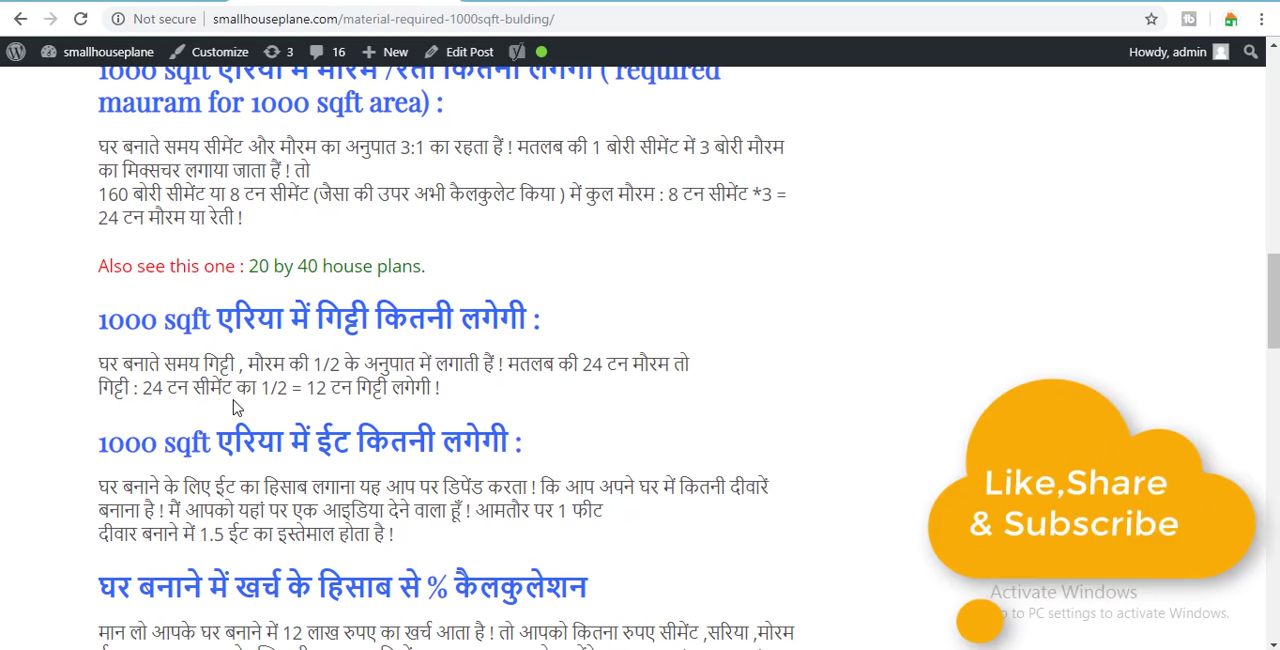 Not secure | smallhouseplane.com/material-required-1000sqft-bulding/
smallhouseplane Customize 3 16 New Edit Post Howdy, admin
1000 sqft एरिया में मौरम /रेती कितनी लगेगी ( required
mauram for 1000 sqft area) :
घर बनाते समय सीमेंट और मौरम का अनुपात 3:1 का रहता हैं ! मतलब की 1 बोरी सीमेंट में 3 बोरी मौरम
का मिक्सचर लगाया जाता हैं ! तो
160 बोरी सीमेंट या 8 टन सीमेंट (जैसा की उपर अभी कैलकुलेट किया ) में कुल मौरम : 8 टन सीमेंट *3 =
24 टन मौरम या रेती !
Also see this one : 20 by 40 house plans.
1000 sqft एरिया में गिट्टी कितनी लगेगी :
घर बनाते समय गिट्टी , मौरम की 1/2 के अनुपात में लगाती हैं ! मतलब की 24 टन मौरम तो
गिट्टी : 24 टन सीमेंट का 1/2 = 12 टन गिट्टी लगेगी !
1000 sqft एरिया में ईट कितनी लगेगी :
घर बनाने के लिए ईट का हिसाब लगाना यह आप पर डिपेंड करता ! कि आप अपने घर में कितनी दीवारें
बनाना है ! मैं आपको यहां पर एक आइडिया देने वाला हूँ ! आमतौर पर 1 फीट
दीवार बनाने में 1.5 ईट का इस्तेमाल होता है !
Like,Share
& Subscribe
घर बनाने में खर्च के हिसाब से % कैलकुलेशन
Activate Windows
to PC settings to activate Windows.
मान लो आपके घर बनाने में 12 लाख रुपए का खर्च आता है ! तो आपको कितना रुपए सीमेंट ,सरिया ,मोरम